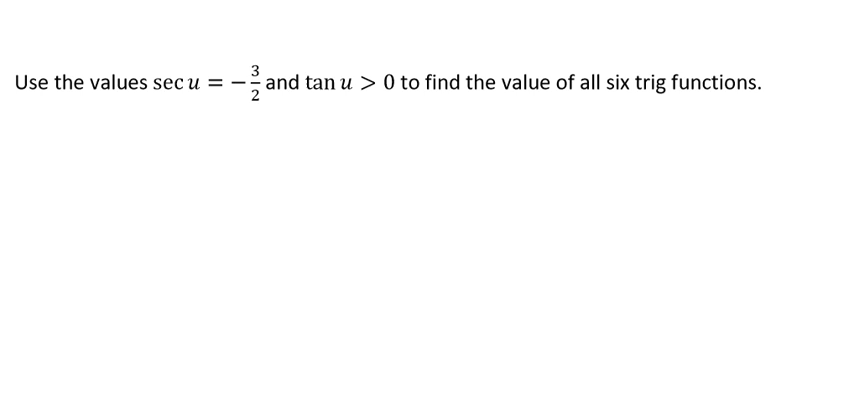 Use the values sec u = −3/2 and tan u > 0 to find the value of all six trig functions.